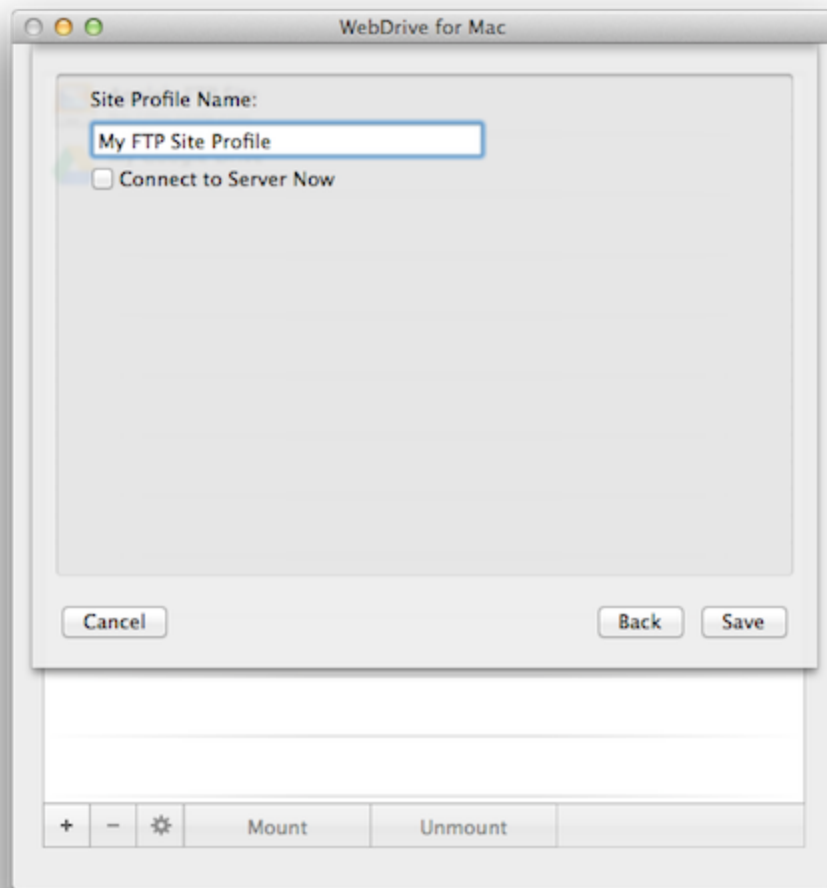 WebDrive for Mac
Site Profile Name:
My FTP Site Profile
Connect to Server Now
Cancel Back Save
+ − Mount Unmount